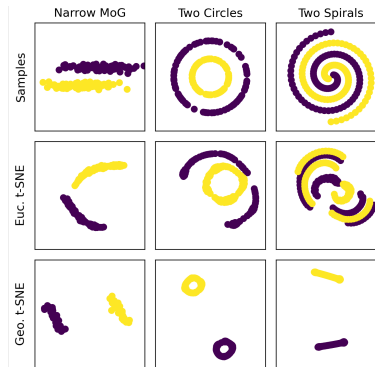 Narrow MoG
Two Circles
Two Spirals
Samples
Euc. t-SNE
Geo. t-SNE